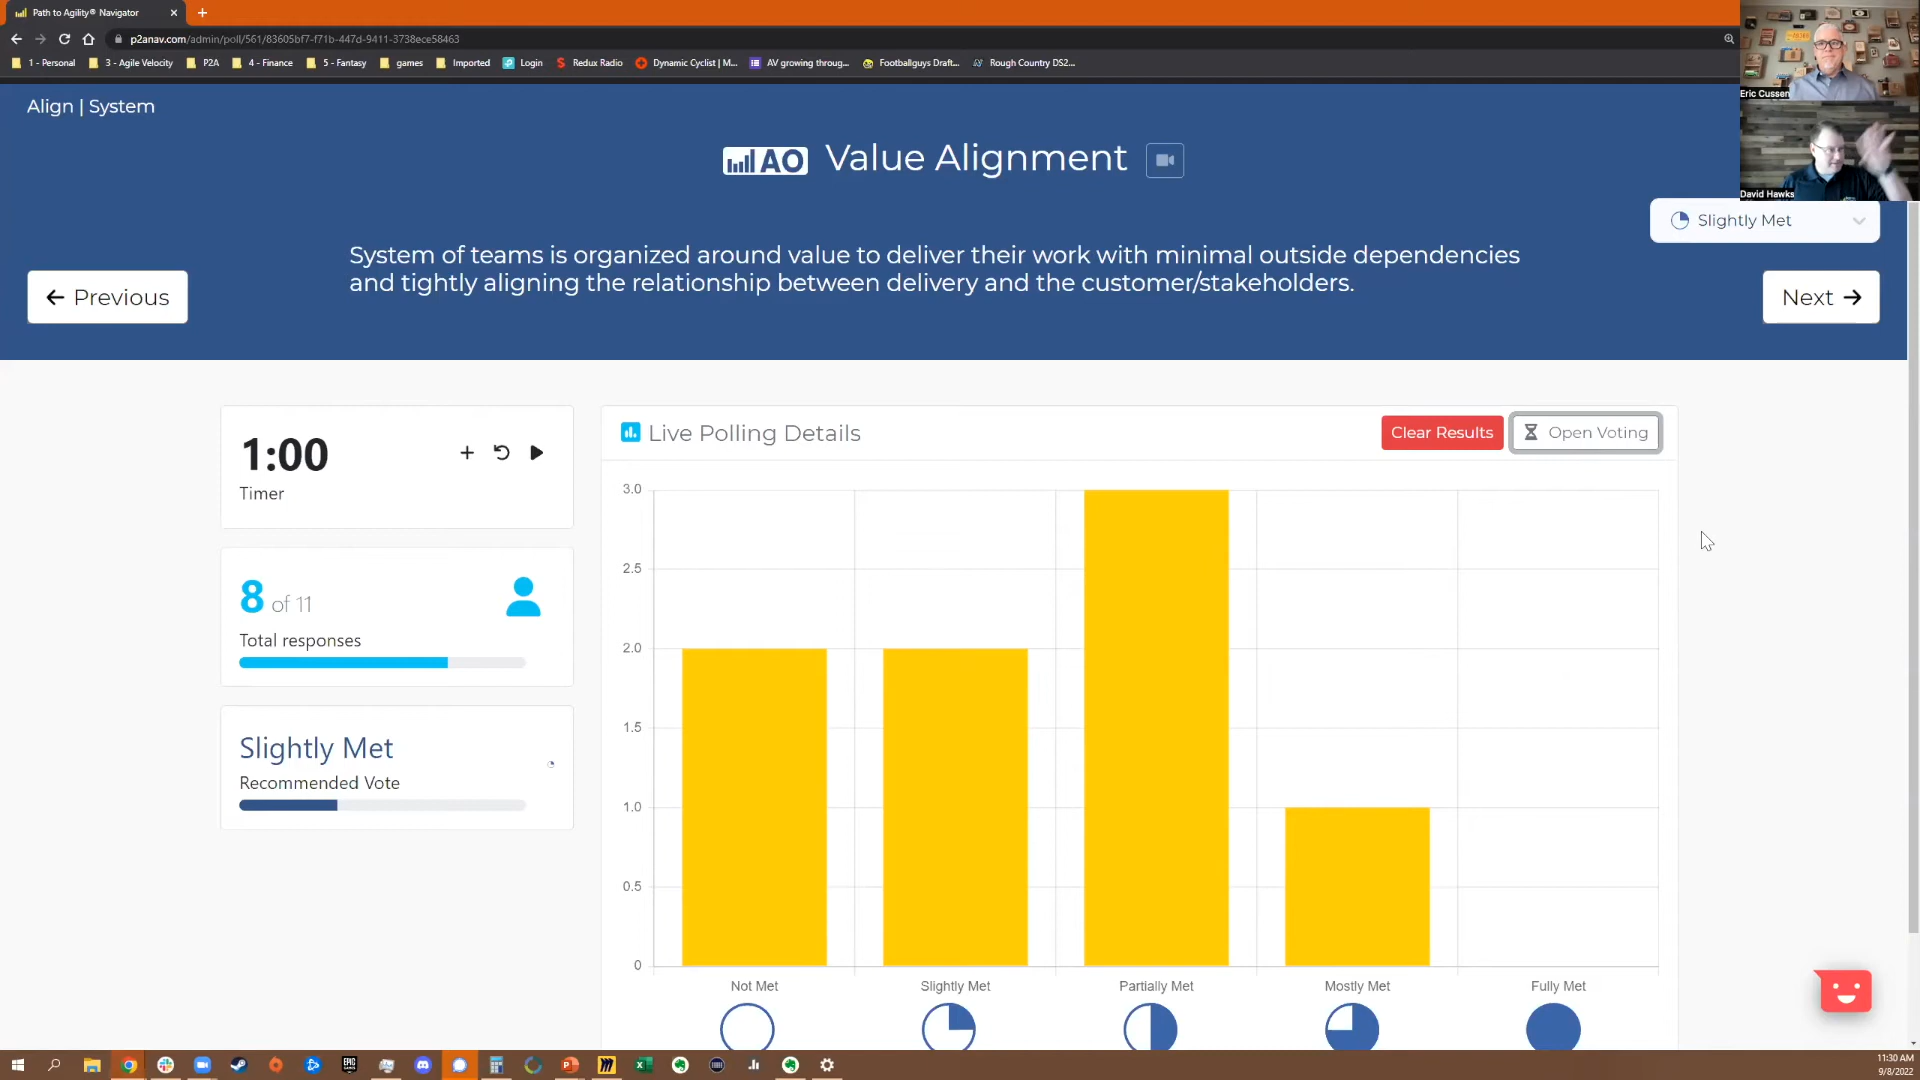 Path to Agility® Navigator
p2anav.com/admin/poll/561/83605bf7-f71b-447d-9411-3738ece58463
1 - Personal
3 - Agile Velocity
P2A
4 - Finance
5 - Fantasy
games
Imported
Login
Redux Radio
Dynamic Cyclist | M...
AV growing throug...
Footballguys Draft...
Rough Country DS2...
Eric Cussen
David Hawks
Align | System
AO Value Alignment
Slightly Met
System of teams is organized around value to deliver their work with minimal outside dependencies
and tightly aligning the relationship between delivery and the customer/stakeholders.
Previous
Next
1:00
Timer
8 of 11
Total responses
Slightly Met
Recommended Vote
Live Polling Details
Clear Results
Open Voting
3.0
2.5
2.0
1.5
1.0
0.5
0
Not Met
Slightly Met
Partially Met
Mostly Met
Fully Met
11:30 AM
9/8/2022